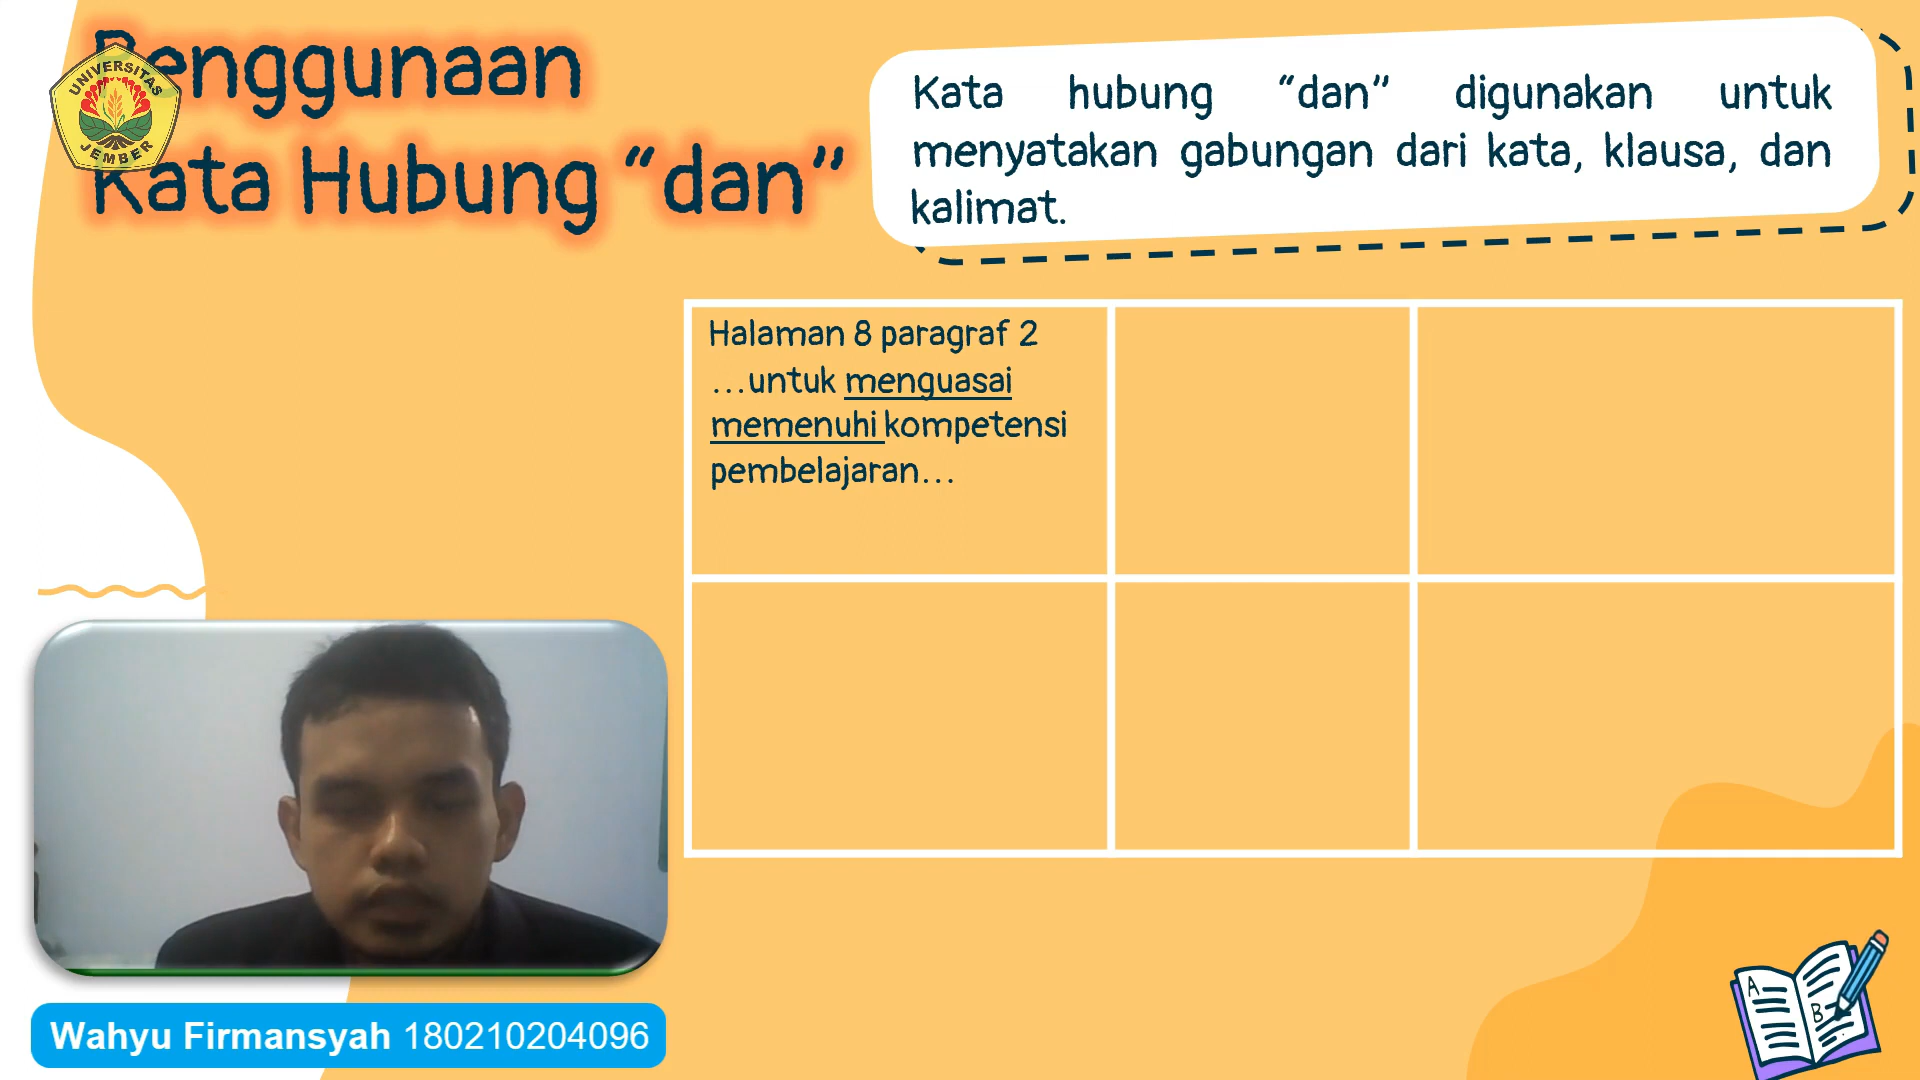 Penggunaan
Kata Hubung “dan”
UNIVERSITAS
JEMBER
Kata hubung “dan” digunakan untuk
menyatakan gabungan dari kata, klausa, dan
kalimat.
Halaman 8 paragraf 2
...untuk menguasai
memenuhi kompetensi
pembelajaran...
Wahyu Firmansyah 180210204096
A
B